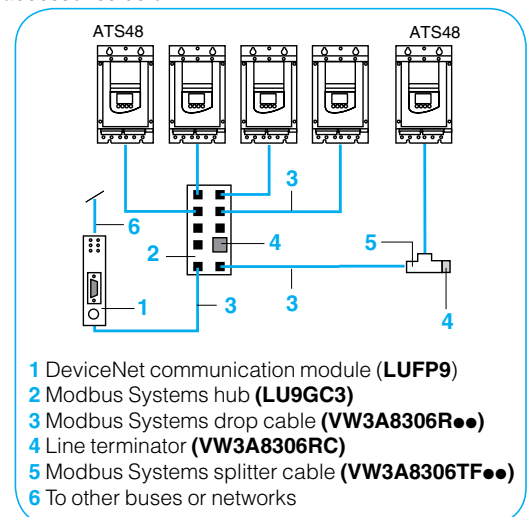 ATS48 ATS48
3
6
4
2
5
1
3
3
4
1 DeviceNet communication module (LUFP9)
2 Modbus Systems hub (LU9GC3)
3 Modbus Systems drop cable (VW3A8306R●●)
4 Line terminator (VW3A8306RC)
5 Modbus Systems splitter cable (VW3A8306TF●●)
6 To other buses or networks